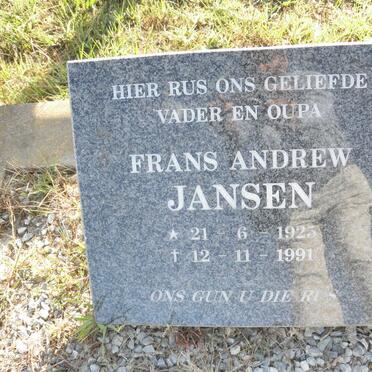 HIER RUS ONS GELIEFDE
VADER EN OUPA
FRANS ANDREW
JANSEN
★ 21 - 6 - 1925
† 12 - 11 - 1991
ONS GUN U DIE RUS